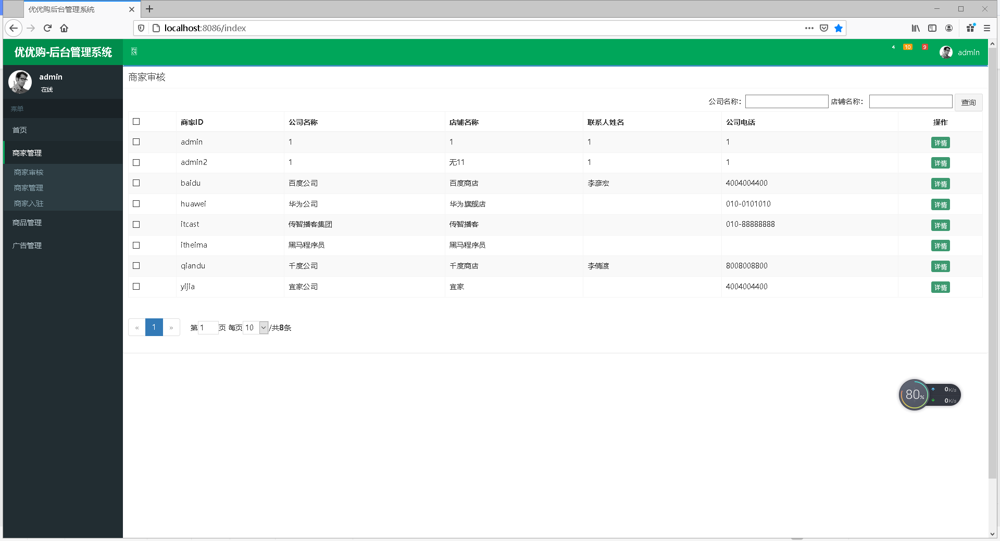 优优购后台管理系统
localhost:8086/index
优优购-后台管理系统
4 10 9 admin
admin
在线
菜单
首页
商家管理
商家审核
商家管理
商家入驻
商品管理
广告管理
商家审核
公司名称: 店铺名称: 查询
商家ID 公司名称 店铺名称 联系人姓名 公司电话 操作
admin 1 1 1 1 详情
admin2 1 无11 1 1 详情
baidu 百度公司 百度商店 李彦宏 4004004400 详情
huawei 华为公司 华为旗舰店 010-0101010 详情
itcast 传智播客集团 传智播客 010-88888888 详情
itheima 黑马程序员 黑马程序员 详情
qiandu 千度公司 千度商店 李倩渡 8008008800 详情
yijia 宜家公司 宜家 4004004400 详情
« 1 » 第1页 每页10/共8条
80% 0K/s
0K/s